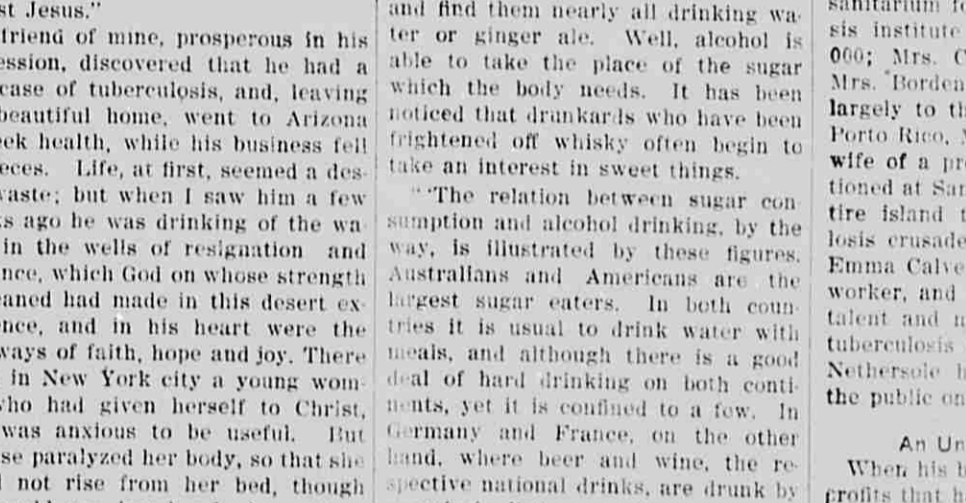 st Jesus."
friend of mine, prosperous in his
ession, discovered that he had a
case of tuberculosis, and, leaving
beautiful home, went to Arizona
eek health, while his business fell
eces. Life, at first, seemed a des-
vaste; but when I saw him a few
ks ago he was drinking of the wa-
in the wells of resignation and
nce, which God on whose strength
eaned had made in this desert ex-
ence, and in his heart were the
ways of faith, hope and joy. There
in New York city a young wom-
who had given herself to Christ,
was anxious to be useful. But
se paralyzed her body, so that she
d not rise from her bed, though
and find them nearly all drinking wa-
ter or ginger ale. Well, alcohol is
able to take the place of the sugar
which the body needs. It has been
noticed that drunkards who have been
frightened off whisky often begin to
take an interest in sweet things.
"'The relation between sugar con-
sumption and alcohol drinking, by the
way, is illustrated by these figures.
Australians and Americans are the
largest sugar eaters. In both coun-
tries it is usual to drink water with
meals, and although there is a good
deal of hard drinking on both conti-
nents, yet it is confined to a few. In
Germany and France, on the other
hand, where beer and wine, the re-
spective national drinks, are drunk by
sanitarium fo
sis institute
000; Mrs. C
Mrs. Borden
largely to th
Porto Rico,
wife of a pr
tioned at San
tire island t
losis crusade
Emma Calve
worker, and
talent and
tuberculosis
Nethersole h
the public on
An Un
When his b
profits that h